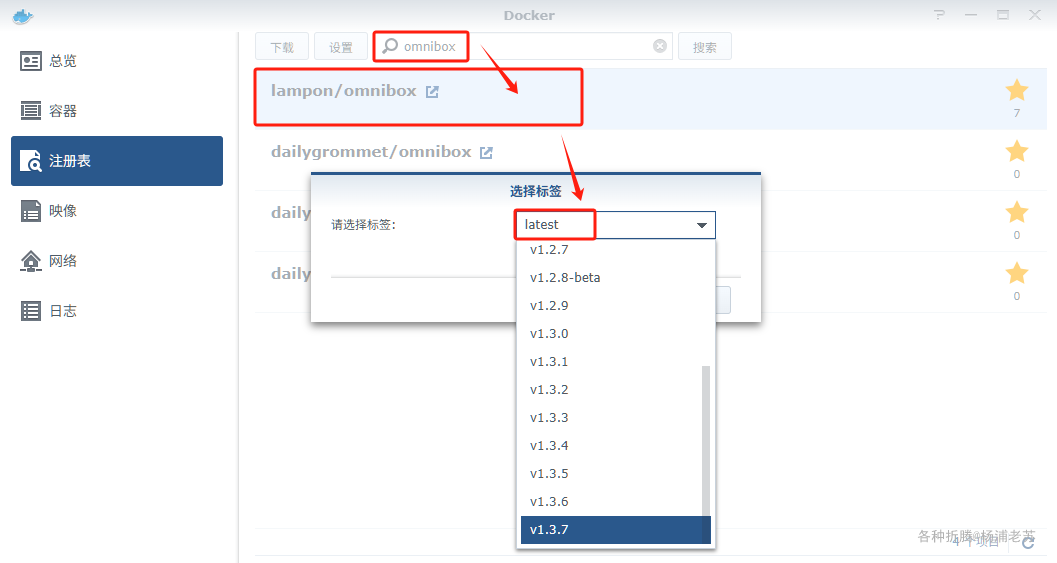 Docker
总览
容器
注册表
映像
网络
日志
下载
设置
omnibox
搜索
lampon/omnibox
7
dailygrommet/omnibox
0
daily
0
daily
0
选择标签
请选择标签:
latest
v1.2.7
v1.2.8-beta
v1.2.9
v1.3.0
v1.3.1
v1.3.2
v1.3.3
v1.3.4
v1.3.5
v1.3.6
v1.3.7
4 个项目
各种折腾@杨浦老苏